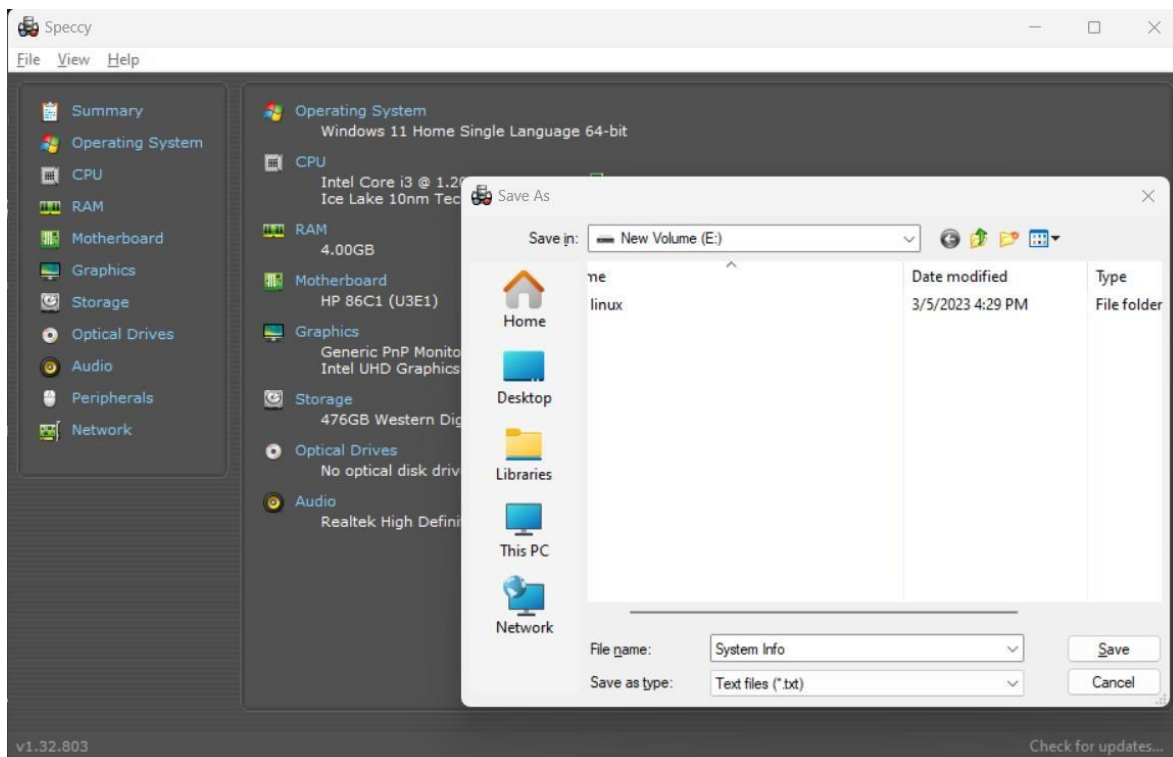 Speccy
File View Help
Summary
Operating System
CPU
RAM
Motherboard
Graphics
Storage
Optical Drives
Audio
Peripherals
Network
Operating System
Windows 11 Home Single Language 64-bit
CPU
Intel Core i3 @ 1.20
Ice Lake 10nm Tec
RAM
4.00GB
Motherboard
HP 86C1 (U3E1)
Graphics
Generic PnP Monito
Intel UHD Graphics
Storage
476GB Western Dig
Optical Drives
No optical disk driv
Audio
Realtek High Defini
Save As
Save in: New Volume (E:)
Home
Desktop
Libraries
This PC
Network
me Date modified Type
linux 3/5/2023 4:29 PM File folder
File name: System Info Save
Save as type: Text files (*.txt) Cancel
v1.32.803 Check for updates...